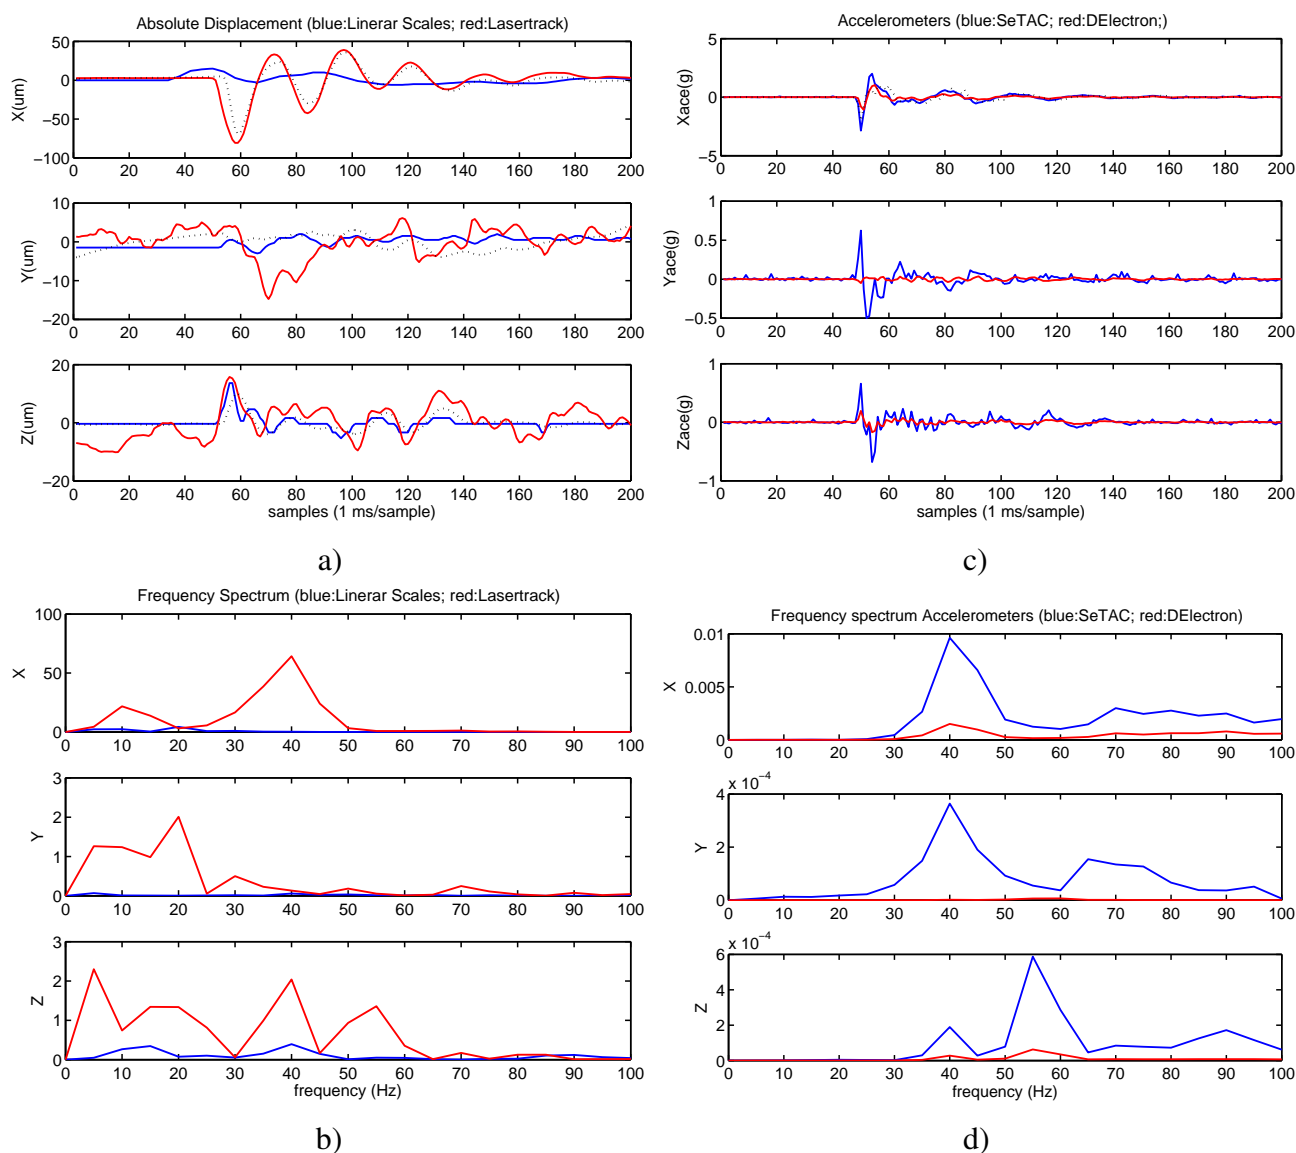 Absolute Displacement (blue:Linerar Scales; red:Lasertrack)
50
0
−50
−100
X(um)
0 20 40 60 80 100 120 140 160 180 200
10
0
−10
−20
Y(um)
0 20 40 60 80 100 120 140 160 180 200
20
0
−20
Z(um)
0 20 40 60 80 100 120 140 160 180 200
samples (1 ms/sample)
a)
Accelerometers (blue:SeTAC; red:DElectron;)
5
0
−5
Xace(g)
0 20 40 60 80 100 120 140 160 180 200
1
0.5
0
−0.5
Yace(g)
0 20 40 60 80 100 120 140 160 180 200
1
0
−1
Zace(g)
0 20 40 60 80 100 120 140 160 180 200
samples (1 ms/sample)
c)
Frequency Spectrum (blue:Linerar Scales; red:Lasertrack)
100
50
0
X
0 10 20 30 40 50 60 70 80 90 100
3
2
1
0
Y
0 10 20 30 40 50 60 70 80 90 100
3
2
1
0
Z
0 10 20 30 40 50 60 70 80 90 100
frequency (Hz)
b)
Frequency spectrum Accelerometers (blue:SeTAC; red:DElectron)
0.01
0.005
0
X
0 10 20 30 40 50 60 70 80 90 100
x 10⁻⁴
4
2
0
Y
0 10 20 30 40 50 60 70 80 90 100
x 10⁻⁴
6
4
2
0
Z
0 10 20 30 40 50 60 70 80 90 100
frequency (Hz)
d)